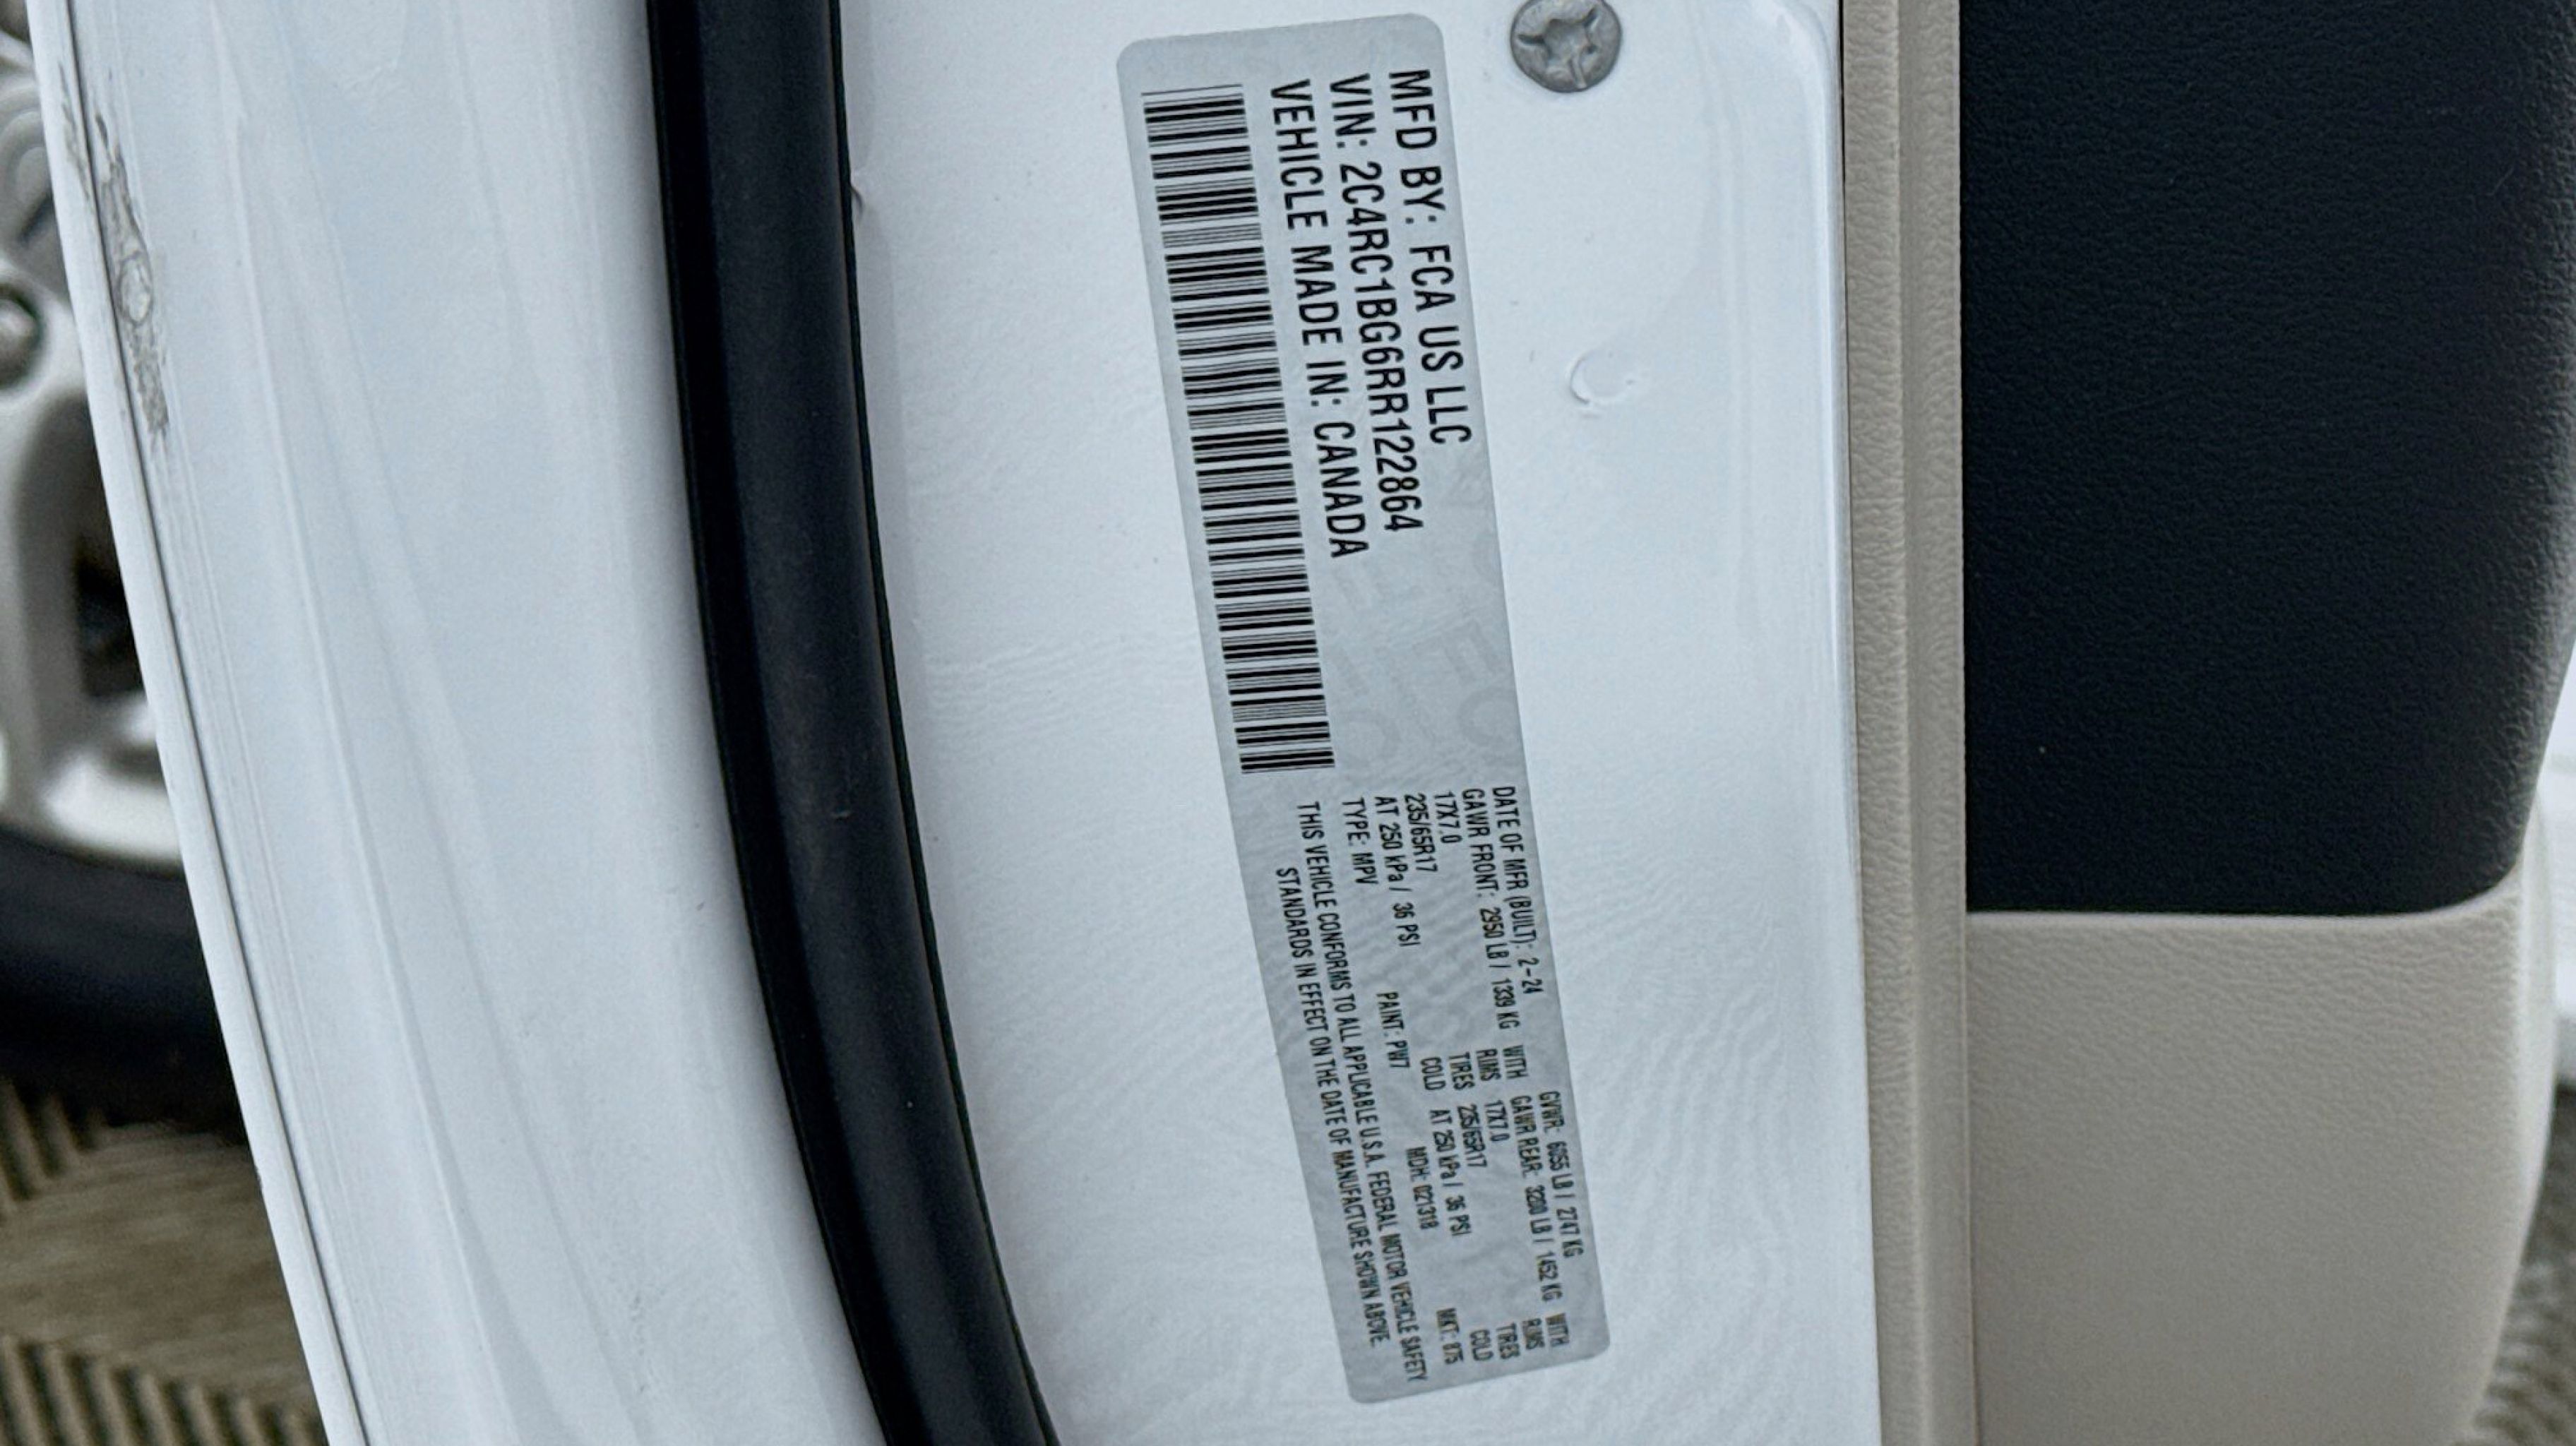 MFD BY: FCA US LLC
VIN: 2C4RC1BG6RR122864
VEHICLE MADE IN: CANADA
DATE OF MFR (BUILT): 2-24 GVWR: 6055 LB / 2747 KG
GAWR FRONT: 2950 LB / 1339 KG WITH GAWR REAR: 3200 LB / 1452 KG WITH
17X7.0 RIMS 17X7.0 RIMS
235/65R17 TIRES 235/65R17 TIRES
AT 250 kPa / 36 PSI COLD AT 250 kPa / 36 PSI COLD
TYPE: MPV PAINT: PW7 MDH: 021318 MKT: 875
THIS VEHICLE CONFORMS TO ALL APPLICABLE U.S.A. FEDERAL MOTOR VEHICLE SAFETY
STANDARDS IN EFFECT ON THE DATE OF MANUFACTURE SHOWN ABOVE.